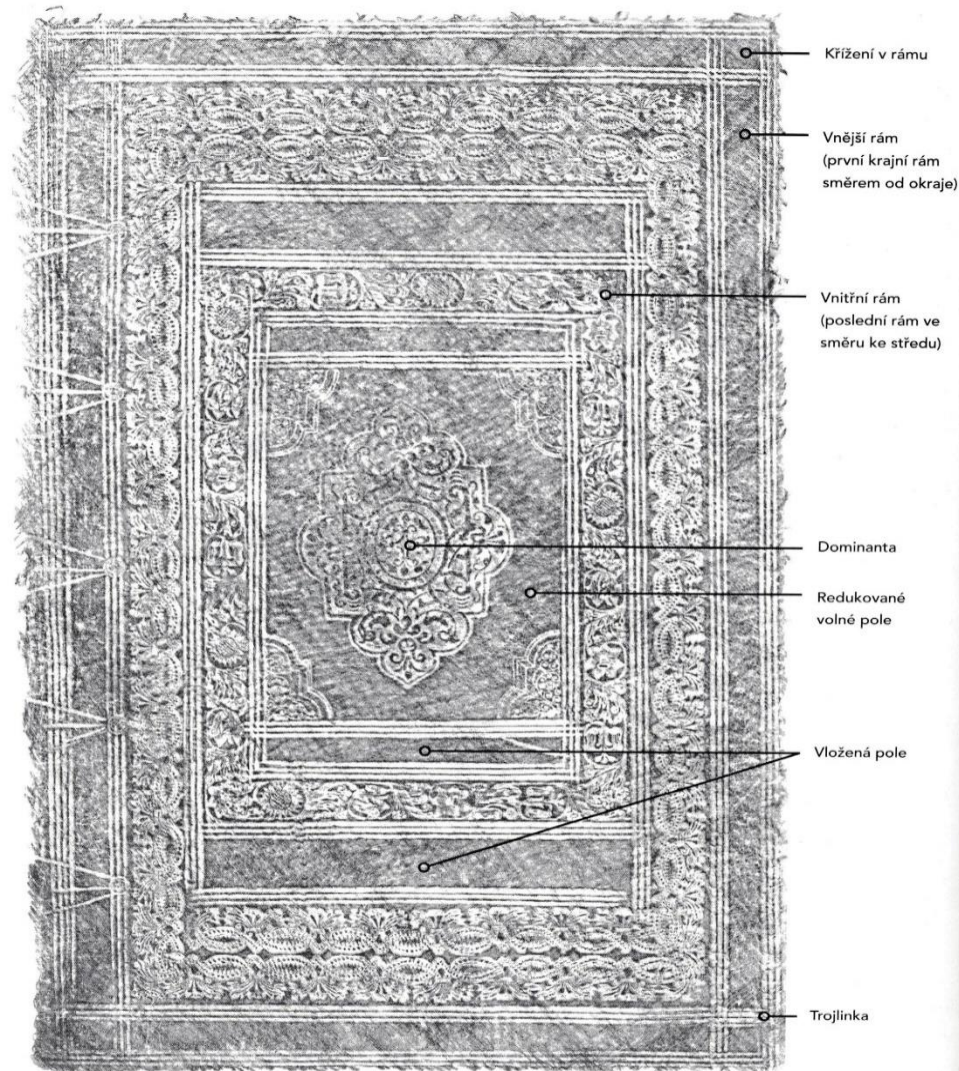 Křížení v rámu
Vnější rám
(první krajní rám
směrem od okraje)
Vnitřní rám
(poslední rám ve
směru ke středu)
Dominanta
Redukované
volné pole
Vložená pole
Trojlinka